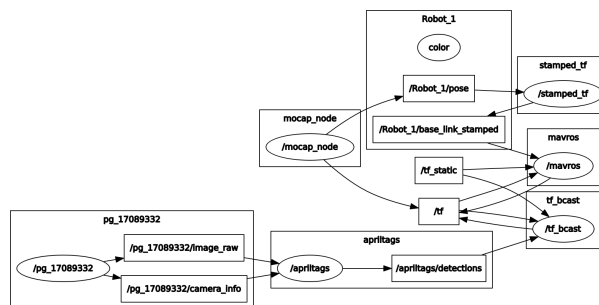 Robot_1
color
stamped_tf
/Robot_1/pose
/stamped_tf
mocap_node
/Robot_1/base_link_stamped
mavros
/mocap_node
/tf_static
/mavros
tf_bcast
/tf
/tf_bcast
pg_17089332
apriltags
/pg_17089332/image_raw
/pg_17089332
/apriltags
/apriltags/detections
/pg_17089332/camera_info